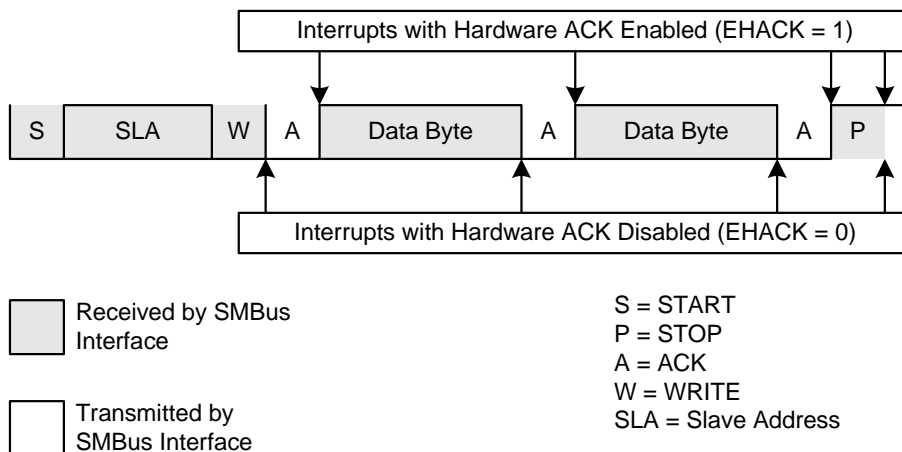 Interrupts with Hardware ACK Enabled (EHACK = 1)
S SLA W A Data Byte A Data Byte A P
Interrupts with Hardware ACK Disabled (EHACK = 0)
Received by SMBus
Interface
Transmitted by
SMBus Interface
S = START
P = STOP
A = ACK
W = WRITE
SLA = Slave Address